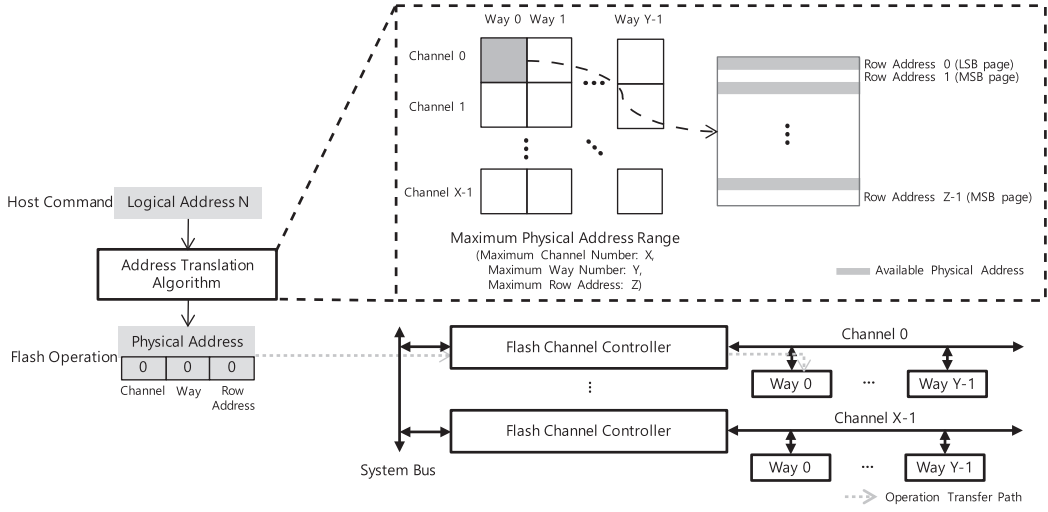 Way 0 Way 1 Way Y-1
Channel 0
Channel 1
Channel X-1
Row Address 0 (LSB page)
Row Address 1 (MSB page)
Row Address Z-1 (MSB page)
Maximum Physical Address Range
(Maximum Channel Number: X,
Maximum Way Number: Y,
Maximum Row Address: Z)
Available Physical Address
Host Command
Logical Address N
Address Translation
Algorithm
Flash Operation
Physical Address
0 0 0
Channel Way Row
Address
System Bus
Flash Channel Controller
Channel 0
Way 0 ... Way Y-1
...
Flash Channel Controller
Channel X-1
Way 0 ... Way Y-1
Operation Transfer Path